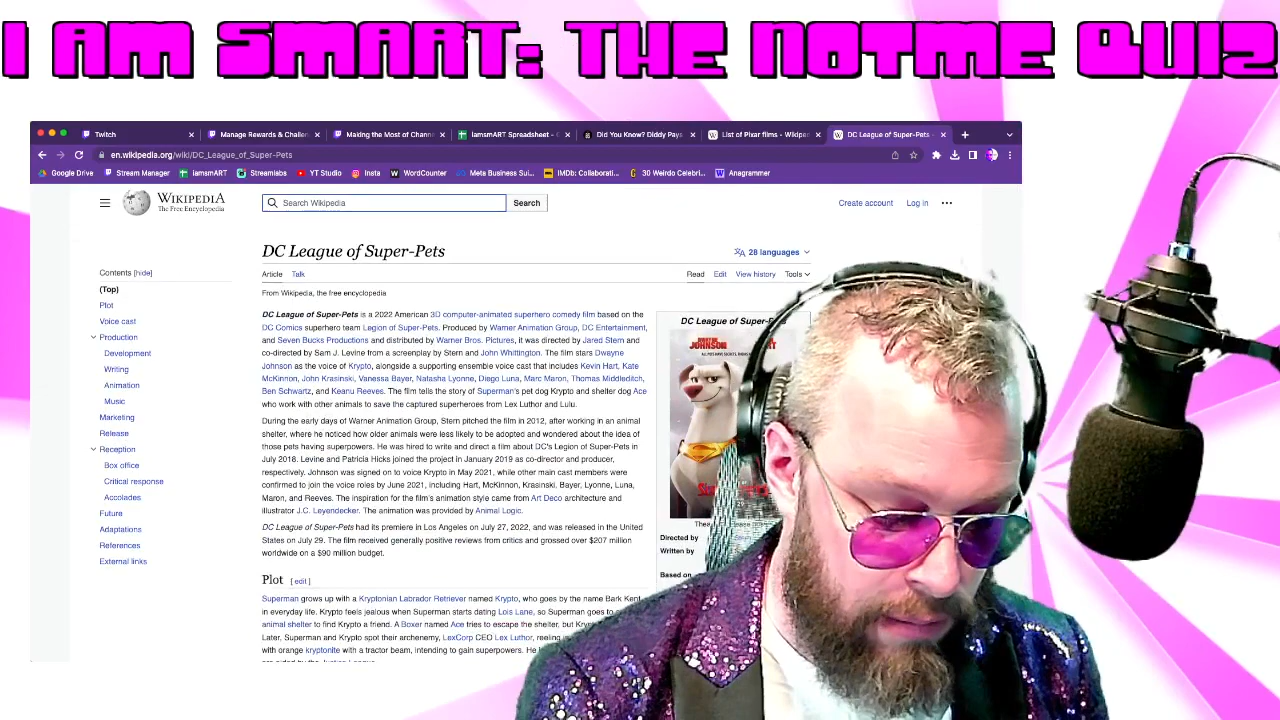 I AM SMART: THE NOTME QUIZ
Twitch
Manage Rewards & Challen
Making the Most of Chann
IamsmART Spreadsheet - G
Did You Know? Diddy Pays
List of Pixar films - Wikipe
DC League of Super-Pets -
en.wikipedia.org/wiki/DC_League_of_Super-Pets
Google Drive
Stream Manager
IamsmART
Streamlabs
YT Studio
Insta
WordCounter
Meta Business Sui...
IMDb: Collaborati...
30 Weirdo Celebri...
Anagrammer
WIKIPEDIA
The Free Encyclopedia
Search Wikipedia
Search
Create account
Log in
DC League of Super-Pets
28 languages
Article
Talk
Read
Edit
View history
Tools
From Wikipedia, the free encyclopedia
Contents [hide]
(Top)
Plot
Voice cast
Production
Development
Writing
Animation
Music
Marketing
Release
Reception
Box office
Critical response
Accolades
Future
Adaptations
References
External links
DC League of Super-Pets is a 2022 American 3D computer-animated superhero comedy film based on the
DC Comics superhero team Legion of Super-Pets. Produced by Warner Animation Group, DC Entertainment,
and Seven Bucks Productions and distributed by Warner Bros. Pictures, it was directed by Jared Stern and
co-directed by Sam J. Levine from a screenplay by Stern and John Whittington. The film stars Dwayne
Johnson as the voice of Krypto, alongside a supporting ensemble voice cast that includes Kevin Hart, Kate
McKinnon, John Krasinski, Vanessa Bayer, Natasha Lyonne, Diego Luna, Marc Maron, Thomas Middleditch,
Ben Schwartz, and Keanu Reeves. The film tells the story of Superman's pet dog Krypto and shelter dog Ace
who work with other animals to save the captured superheroes from Lex Luthor and Lulu.
During the early days of Warner Animation Group, Stern pitched the film in 2012, after working in an animal
shelter, where he noticed how older animals were less likely to be adopted and wondered about the idea of
those pets having superpowers. He was hired to write and direct a film about DC's Legion of Super-Pets in
July 2018. Levine and Patricia Hicks joined the project in January 2019 as co-director and producer,
respectively. Johnson was signed on to voice Krypto in May 2021, while other main cast members were
confirmed to join the voice roles by June 2021, including Hart, McKinnon, Krasinski, Bayer, Lyonne, Luna,
Maron, and Reeves. The inspiration for the film's animation style came from Art Deco architecture and
illustrator J.C. Leyendecker. The animation was provided by Animal Logic.
DC League of Super-Pets had its premiere in Los Angeles on July 27, 2022, and was released in the United
States on July 29. The film received generally positive reviews from critics and grossed over $207 million
worldwide on a $90 million budget.
Plot [ edit ]
Superman grows up with a Kryptonian Labrador Retriever named Krypto, who goes by the name Bark Kent
in everyday life. Krypto feels jealous when Superman starts dating Lois Lane, so Superman goes to
animal shelter to find Krypto a friend. A Boxer named Ace tries to escape the shelter, but
Later, Superman and Krypto spot their archenemy, LexCorp CEO Lex Luthor, reeling
with orange kryptonite with a tractor beam, intending to gain superpowers. He
DC League of Super-P
JOHNSON
Directed by
Written by
Based on